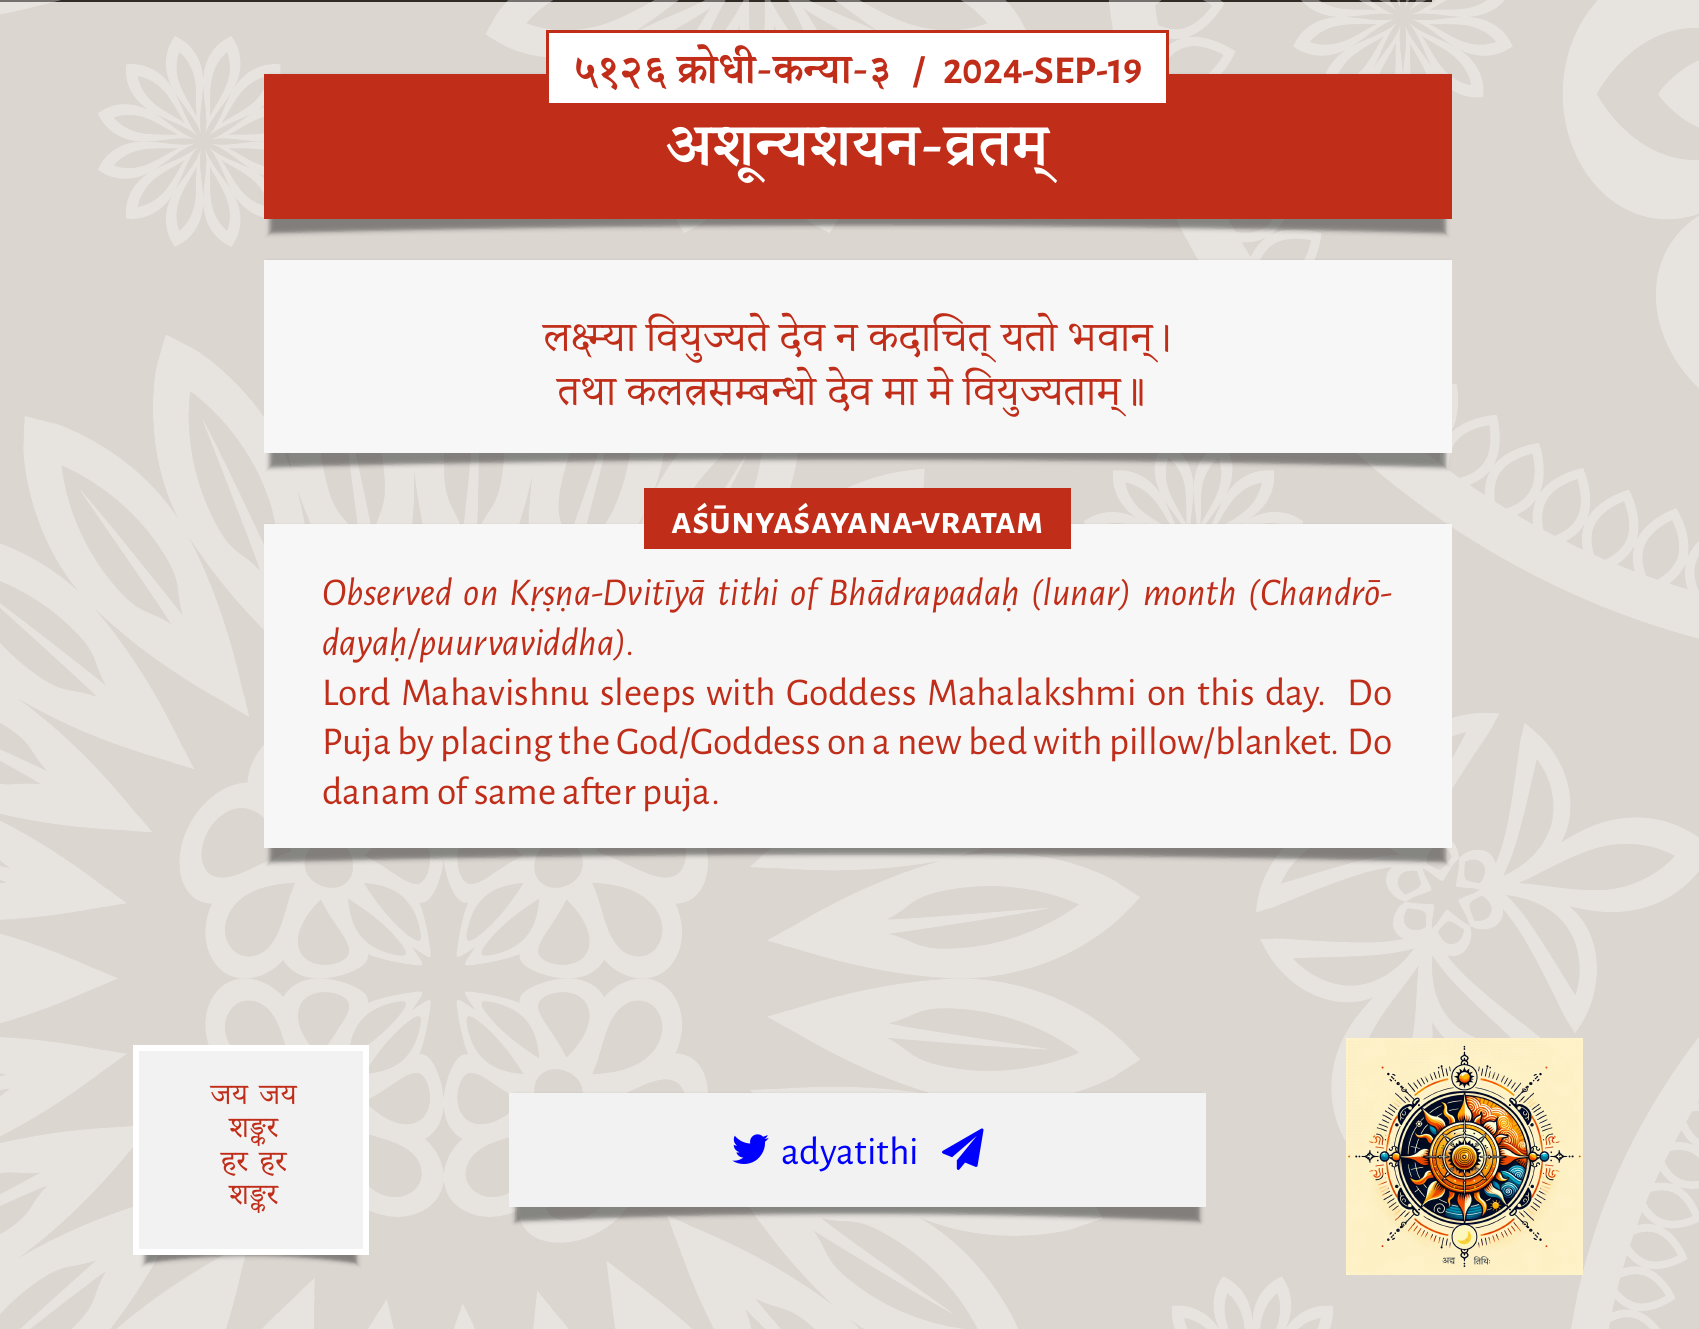 ५१२६ क्रोधी-कन्या-३ / 2024-SEP-19
अशून्यशयन-व्रतम्
लक्ष्म्या वियुज्यते देव न कदाचित् यतो भवान्।
तथा कलत्रसम्बन्धो देव मा मे वियुज्यताम्॥
AŚŪNYAŚAYANA-VRATAM
Observed on Kṛṣṇa-Dvitīyā tithi of Bhādrapadaḥ (lunar) month (Chandrō-
dayaḥ/puurvaviddha).
Lord Mahavishnu sleeps with Goddess Mahalakshmi on this day. Do
Puja by placing the God/Goddess on a new bed with pillow/blanket. Do
danam of same after puja.
जय जय
शङ्कर
हर हर
शङ्कर
adyatithi
अद्य तिथिः